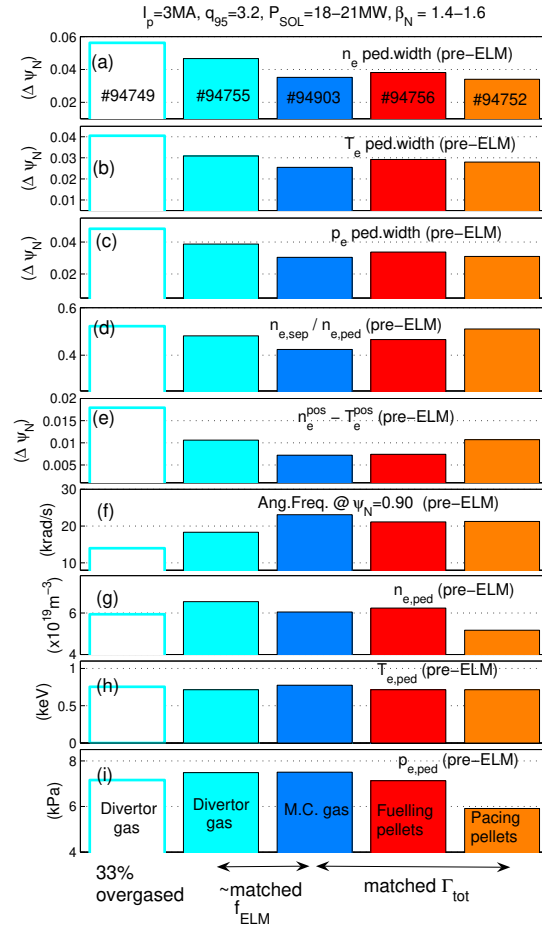 I_p=3MA, q_95=3.2, P_SOL=18−21MW, β_N = 1.4−1.6
0.06
0.04
0.02
(Δ ψ_N)
(a)
n_e ped.width (pre−ELM)
#94749
#94755
#94903
#94756
#94752
0.04
0.03
0.02
0.01
(Δ ψ_N)
(b)
T_e ped.width (pre−ELM)
0.04
0.02
(Δ ψ_N)
(c)
p_e ped.width (pre−ELM)
0.6
0.4
(d)
n_e,sep / n_e,ped (pre−ELM)
0.015
0.01
0.005
(Δ ψ_N)
(e)
n_e^pos − T_e^pos (pre−ELM)
30
20
10
(krad/s)
(f)
Ang.Freq. @ ψ_N=0.90 (pre−ELM)
6
4
(x10^19m^−3)
(g)
n_e,ped (pre−ELM)
1
0.5
0
(keV)
(h)
T_e,ped (pre−ELM)
8
6
4
(kPa)
(i)
p_e,ped (pre−ELM)
Divertor
gas
Divertor
gas
M.C. gas
Fuelling
pellets
Pacing
pellets
33%
overgased
~matched
f_ELM
matched Γ_tot